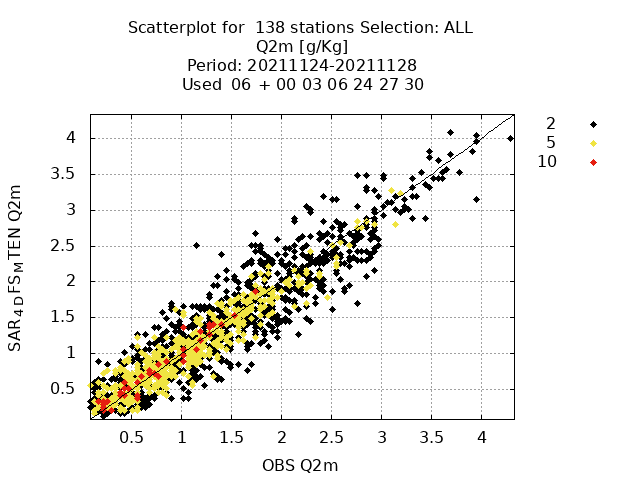 Scatterplot for  138 stations Selection: ALL
Q2m [g/Kg]
Period: 20211124-20211128
Used  06 + 00 03 06 24 27 30
2
5
10
4
3.5
3
2.5
2
1.5
1
0.5
SAR4DFSMTEN Q2m
0.5 1 1.5 2 2.5 3 3.5 4
OBS Q2m